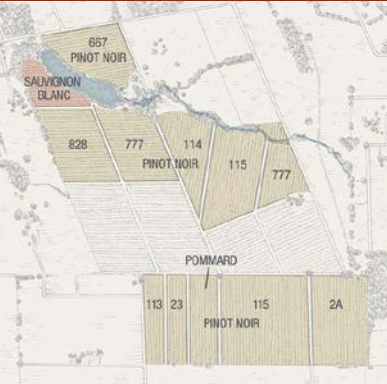 667
PINOT NOIR
SAUVIGNON
BLANC
828
777
114
PINOT NOIR
115
777
POMMARD
113
23
115
2A
PINOT NOIR